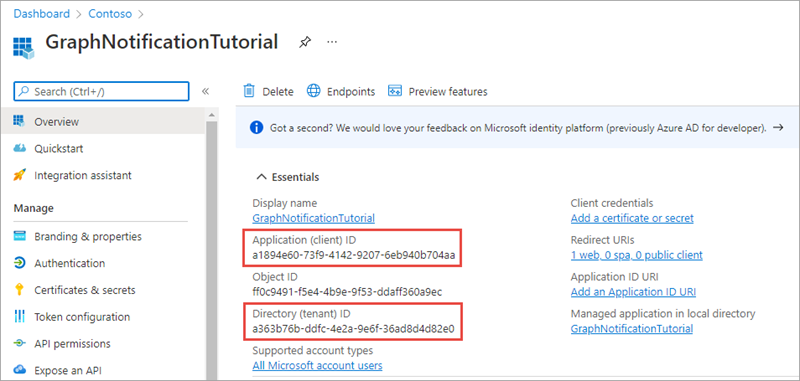 Dashboard > Contoso >
GraphNotificationTutorial
...
Search (Ctrl+/)
«
Delete
Endpoints
Preview features
Overview
Quickstart
Integration assistant
Manage
Branding & properties
Authentication
Certificates & secrets
Token configuration
API permissions
Expose an API
Got a second? We would love your feedback on Microsoft identity platform (previously Azure AD for developer). →
Essentials
Display name
GraphNotificationTutorial
Application (client) ID
a1894e60-73f9-4142-9207-6eb940b704aa
Object ID
ff0c9491-f5e4-4b9e-9f53-ddaff360a9ec
Directory (tenant) ID
a363b76b-ddfc-4e2a-9e6f-36ad8d4d82e0
Supported account types
All Microsoft account users
Client credentials
Add a certificate or secret
Redirect URIs
1 web, 0 spa, 0 public client
Application ID URI
Add an Application ID URI
Managed application in local directory
GraphNotificationTutorial